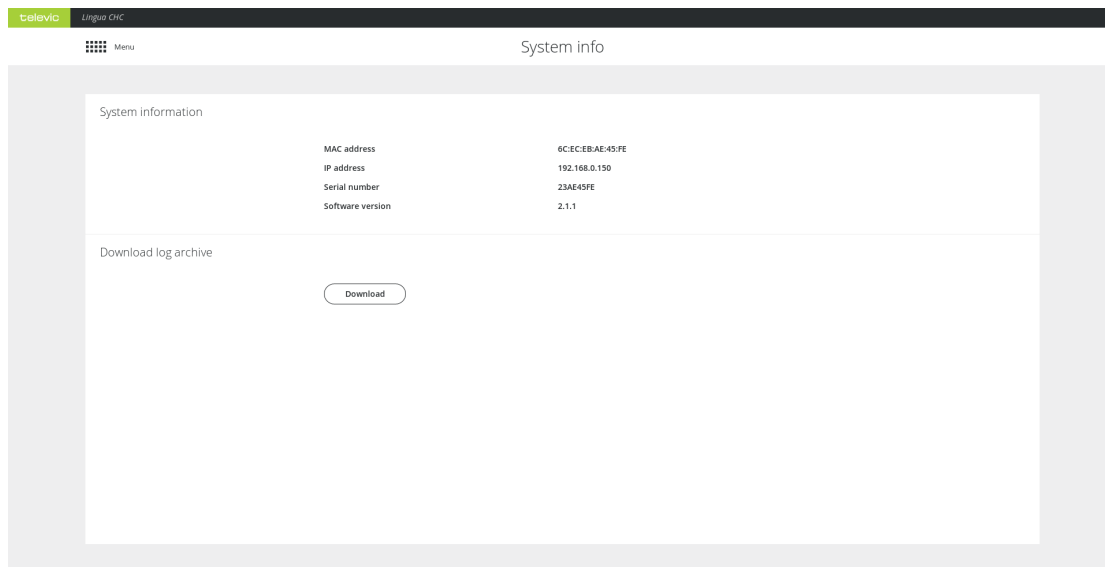 televic Lingua CHC
Menu
System info
System information
MAC address 6C:EC:EB:AE:45:FE
IP address 192.168.0.150
Serial number 23AE45FE
Software version 2.1.1
Download log archive
Download